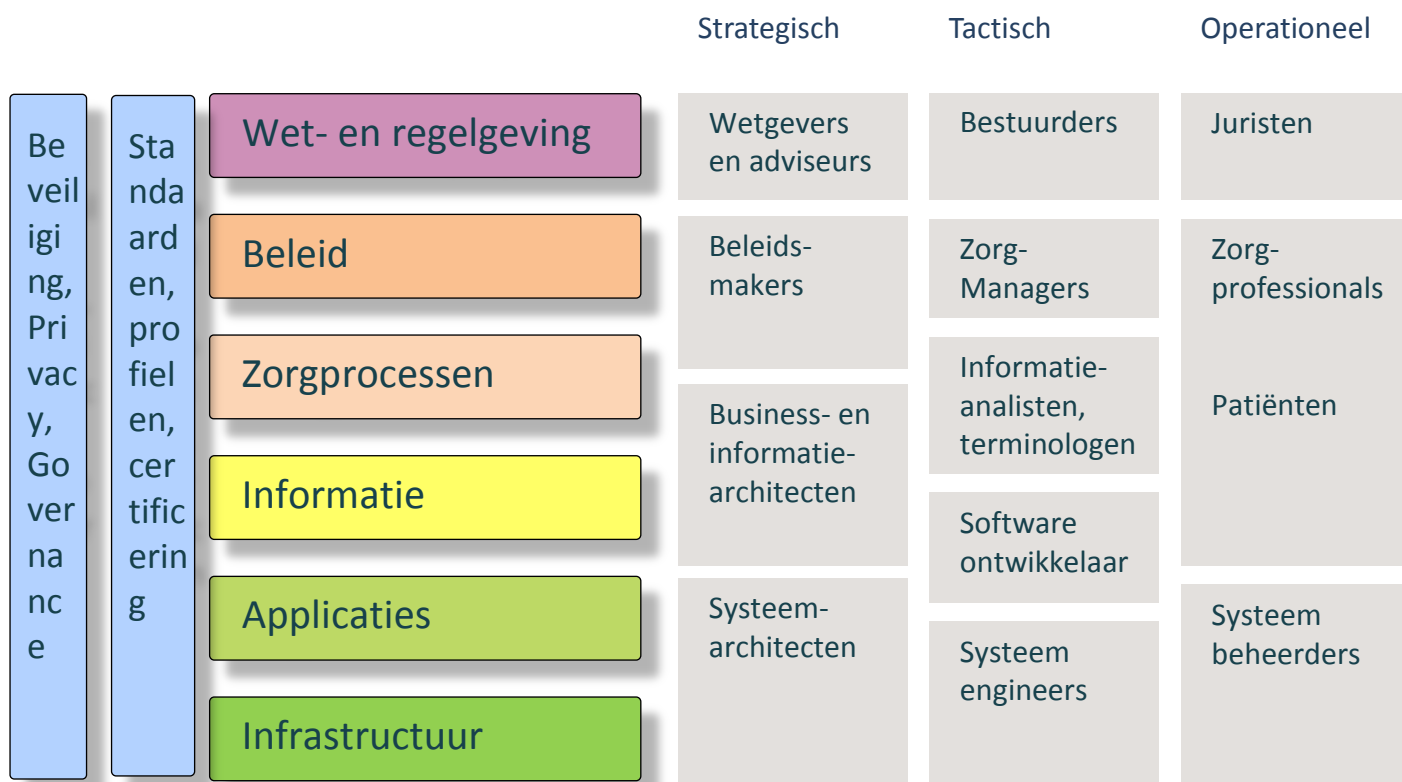 Strategisch
Tactisch
Operationeel
Be
veil
igi
ng,
Pri
vac
y,
Go
ver
na
nc
e
Sta
nda
ard
en,
pro
fiel
en,
cer
tific
erin
g
Wet- en regelgeving
Beleid
Zorgprocessen
Informatie
Applicaties
Infrastructuur
Wetgevers
en adviseurs
Beleids-
makers
Business- en
informatie-
architecten
Systeem-
architecten
Bestuurders
Zorg-
Managers
Informatie-
analisten,
terminologen
Software
ontwikkelaar
Systeem
engineers
Juristen
Zorg-
professionals
Patiënten
Systeem
beheerders